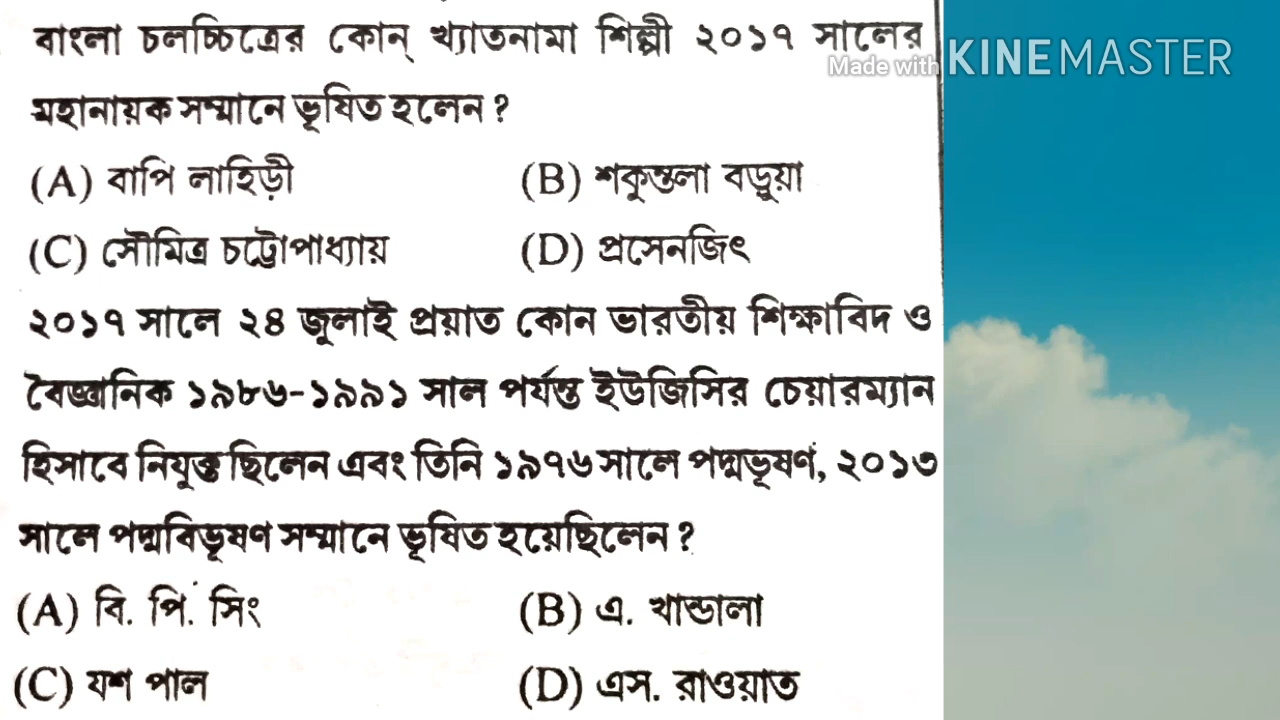 বাংলা চলচ্চিত্রের কোন্ খ্যাতনামা শিল্পী ২০১৭ সালের
Made with KINEMASTER
মহানায়ক সম্মানে ভূষিত হলেন ?
(A) বাপি লাহিড়ী (B) শকুন্তলা বড়ুয়া
(C) সৌমিত্র চট্টোপাধ্যায় (D) প্রসেনজিৎ
২০১৭ সালে ২৪ জুলাই প্রয়াত কোন ভারতীয় শিক্ষাবিদ ও
বৈজ্ঞানিক ১৯৮৬-১৯৯১ সাল পর্যন্ত ইউজিসির চেয়ারম্যান
হিসাবে নিযুক্ত ছিলেন এবং তিনি ১৯৭৬ সালে পদ্মভূষণ, ২০১৩
সালে পদ্মবিভূষণ সম্মানে ভূষিত হয়েছিলেন ?
(A) বি. পি. সিং (B) এ. খান্ডালা
(C) যশ পাল (D) এস. রাওয়াত